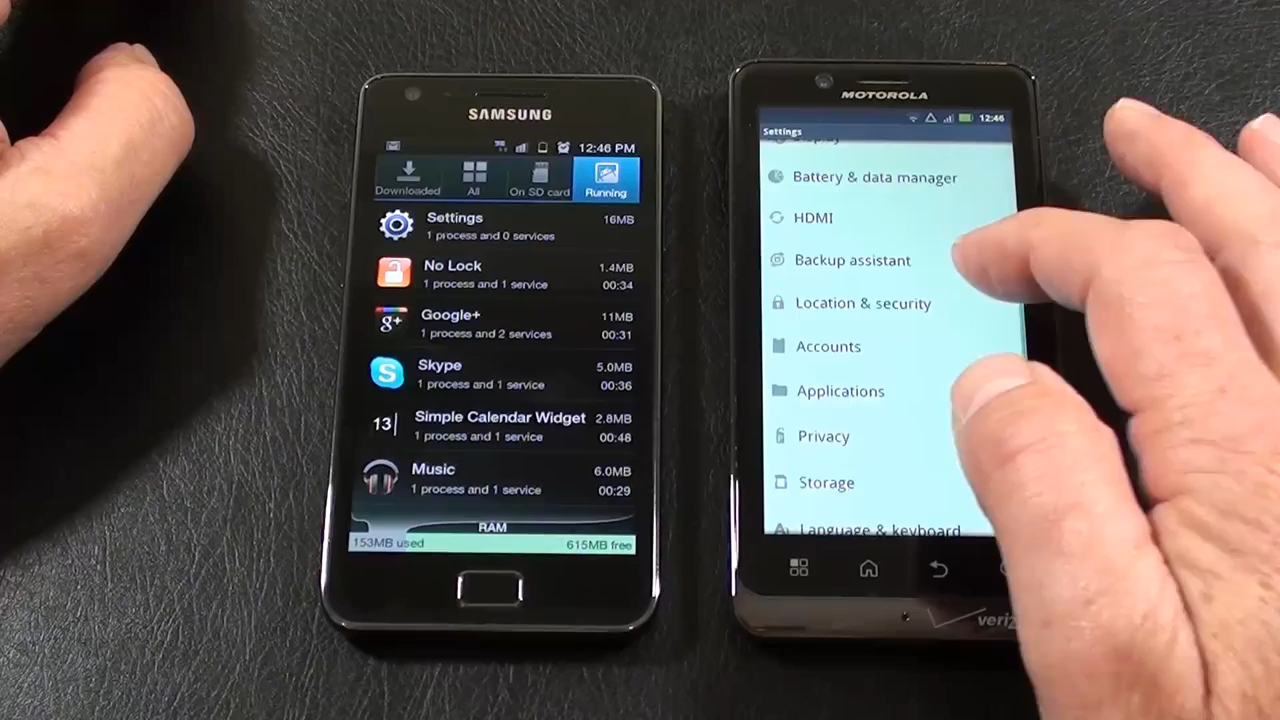 SAMSUNG
12:46 PM
Downloaded
All
On SD card
Running
Settings
16MB
1 process and 0 services
No Lock
1.4MB
1 process and 1 service
00:34
g+
Google+
11MB
1 process and 2 services
00:31
S
Skype
5.0MB
1 process and 1 service
00:36
13
Simple Calendar Widget
2.8MB
1 process and 1 service
00:48
Music
6.0MB
1 process and 1 service
00:29
RAM
153MB used
615MB free
MOTOROLA
12:46
Settings
Display
Battery & data manager
HDMI
Backup assistant
Location & security
Accounts
Applications
Privacy
Storage
Language & keyboard
veriz